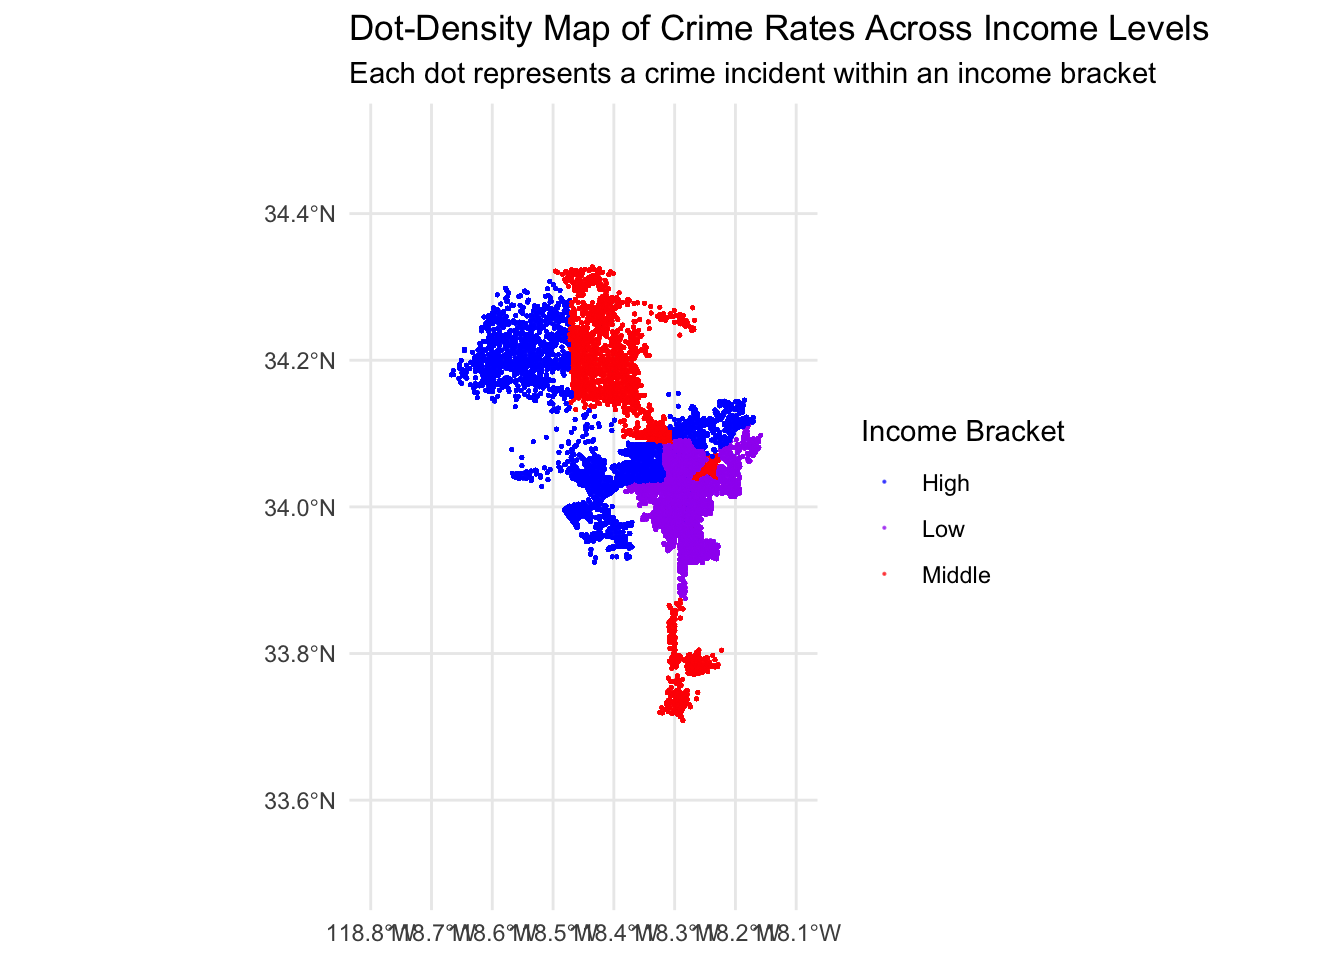 Dot-Density Map of Crime Rates Across Income Levels
Each dot represents a crime incident within an income bracket
34.4°N
34.2°N
34.0°N
33.8°N
33.6°N
118.8°W118.7°W118.6°W118.5°W118.4°W118.3°W118.2°W118.1°W
Income Bracket
High
Low
Middle